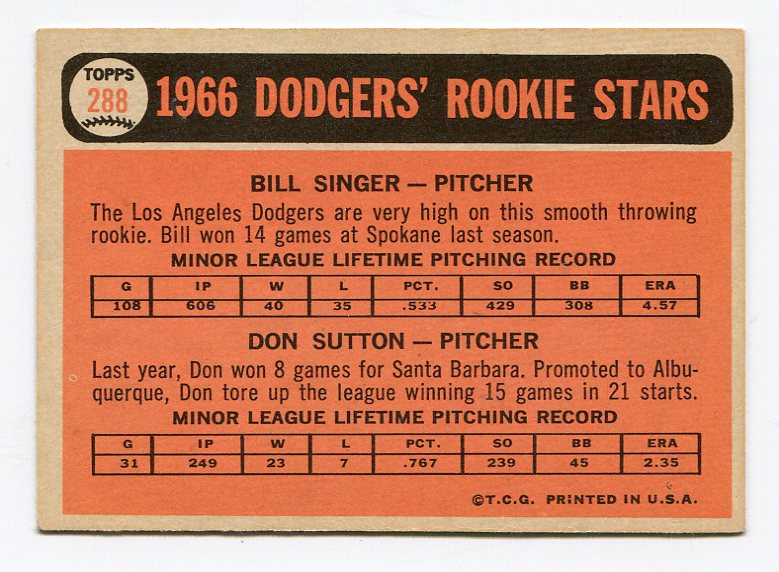 TOPPS
288
1966 DODGERS' ROOKIE STARS
BILL SINGER — PITCHER
The Los Angeles Dodgers are very high on this smooth throwing
rookie. Bill won 14 games at Spokane last season.
MINOR LEAGUE LIFETIME PITCHING RECORD
G IP W L PCT. SO BB ERA
108 606 40 35 .533 429 308 4.57
DON SUTTON — PITCHER
Last year, Don won 8 games for Santa Barbara. Promoted to Albu-
querque, Don tore up the league winning 15 games in 21 starts.
MINOR LEAGUE LIFETIME PITCHING RECORD
G IP W L PCT. SO BB ERA
31 249 23 7 .767 239 45 2.35
©T.C.G. PRINTED IN U.S.A.